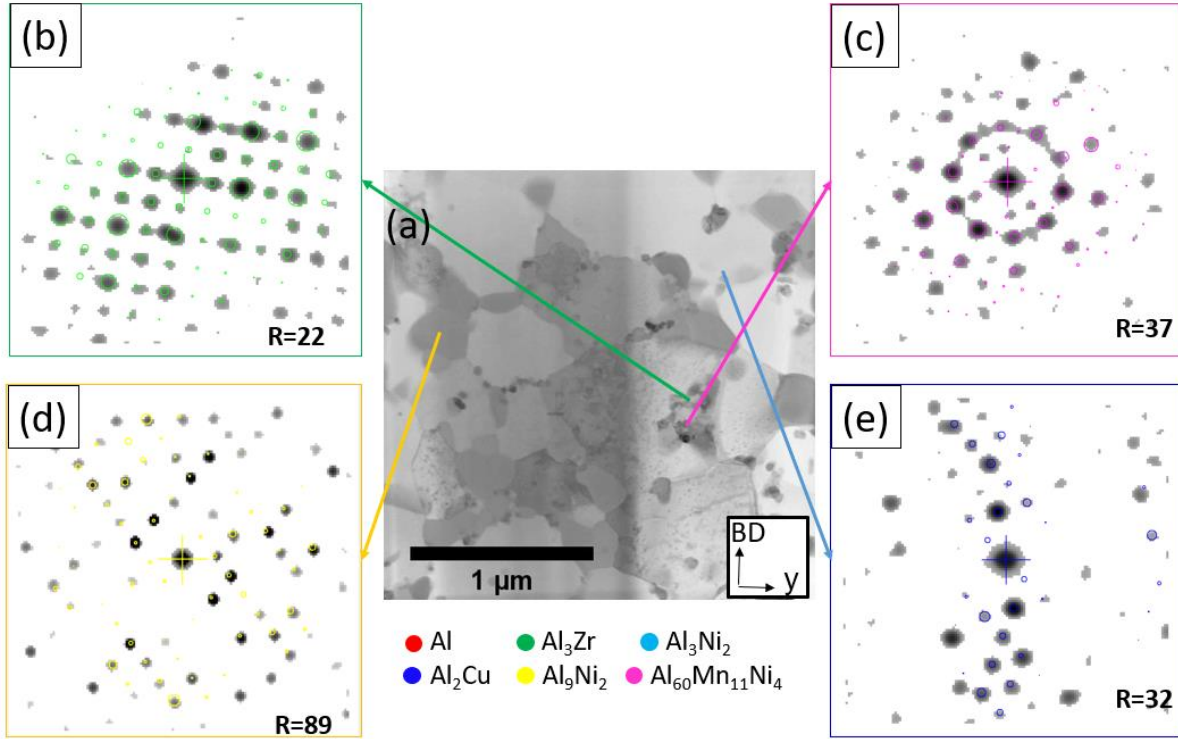 (b)
R=22
(c)
R=37
(a)
1 µm
BD
y
(d)
R=89
(e)
R=32
Al Al₃Zr Al₃Ni₂
Al₂Cu Al₉Ni₂ Al₆₀Mn₁₁Ni₄